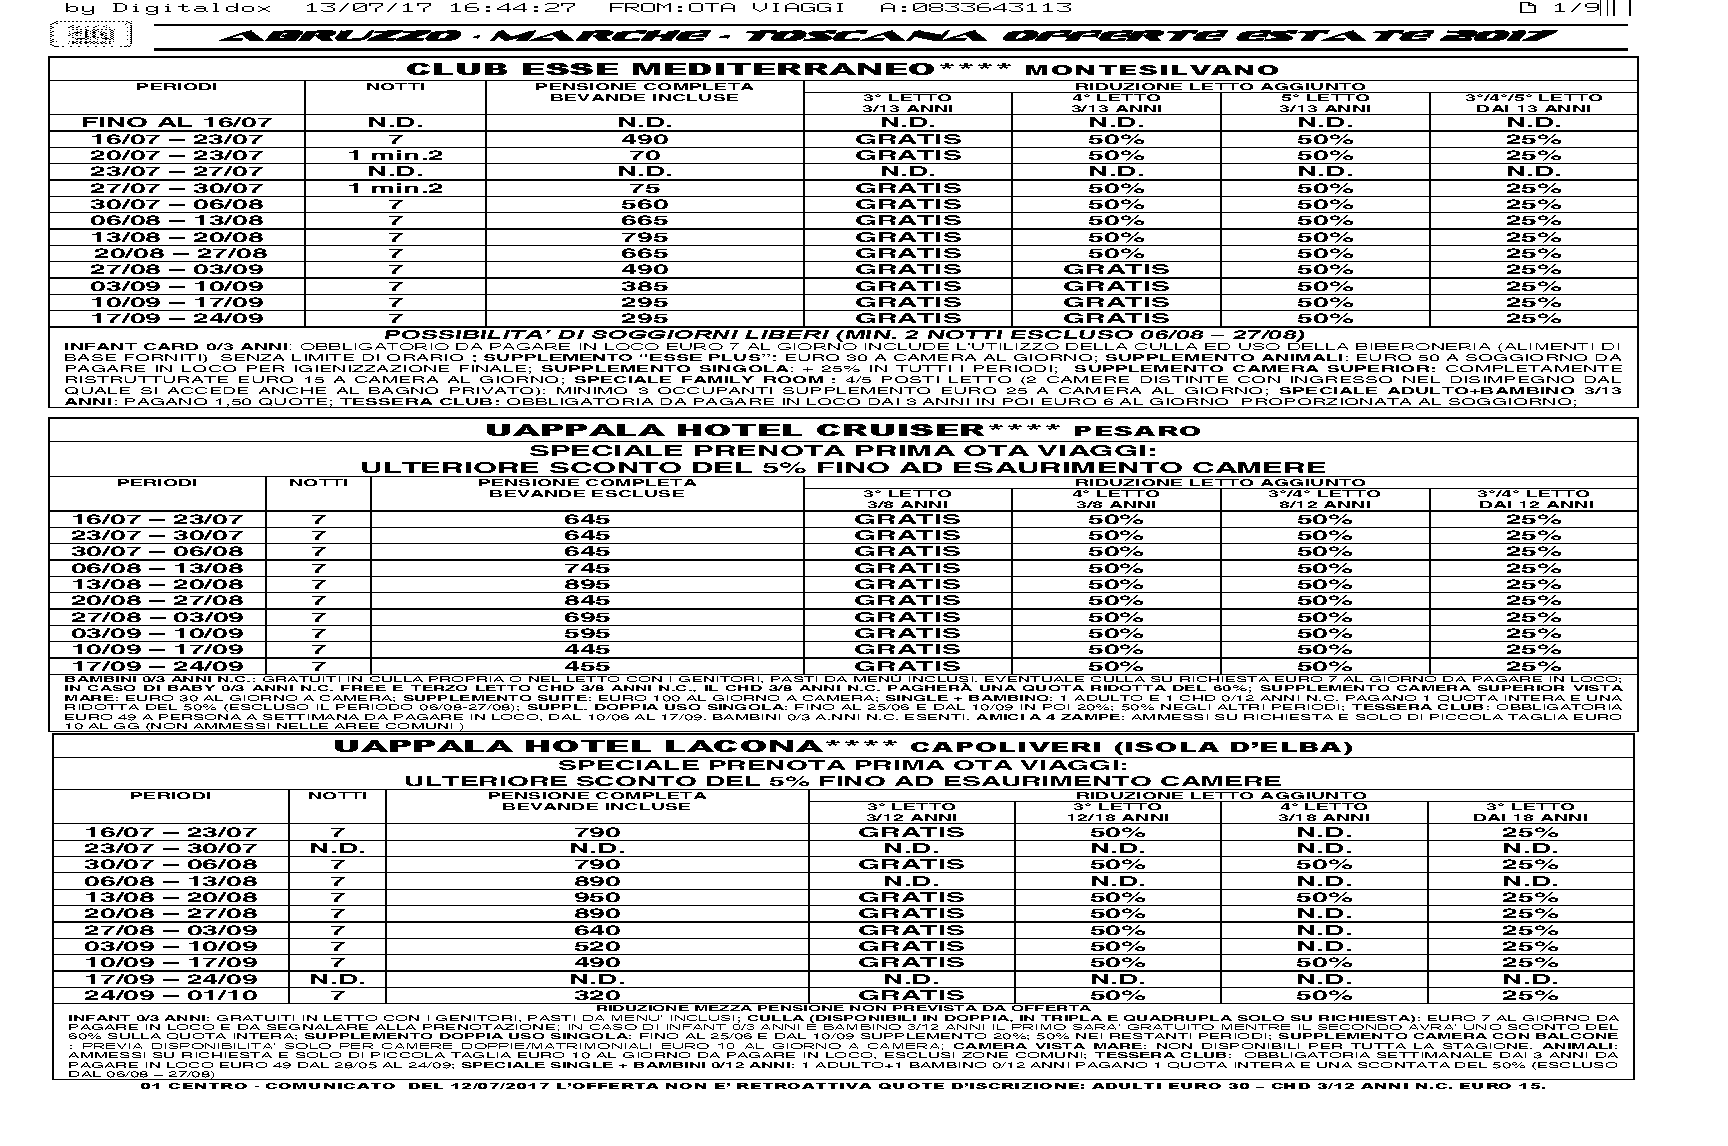 by Digitaldox 13/07/17 16:44:27 FROM:OTA VIAGGI A:0833643113 1/9
ABRUZZO - MARCHE - TOSCANA OFFERTE ESTATE 2017
CLUB ESSE MEDITERRANEO**** MONTESILVANO
PERIODI NOTTI PENSIONE COMPLETA RIDUZIONE LETTO AGGIUNTO
BEVANDE INCLUSE 3° LETTO 4° LETTO 5° LETTO 3°/4°/5° LETTO
3/13 ANNI 3/13 ANNI 3/13 ANNI DAI 13 ANNI
FINO AL 16/07 N.D. N.D. N.D. N.D. N.D. N.D.
16/07 – 23/07 7 490 GRATIS 50% 50% 25%
20/07 – 23/07 1 min.2 70 GRATIS 50% 50% 25%
23/07 – 27/07 N.D. N.D. N.D. N.D. N.D. N.D.
27/07 – 30/07 1 min.2 75 GRATIS 50% 50% 25%
30/07 – 06/08 7 560 GRATIS 50% 50% 25%
06/08 – 13/08 7 665 GRATIS 50% 50% 25%
13/08 – 20/08 7 795 GRATIS 50% 50% 25%
20/08 – 27/08 7 665 GRATIS 50% 50% 25%
27/08 – 03/09 7 490 GRATIS GRATIS 50% 25%
03/09 – 10/09 7 385 GRATIS GRATIS 50% 25%
10/09 – 17/09 7 295 GRATIS GRATIS 50% 25%
17/09 – 24/09 7 295 GRATIS GRATIS 50% 25%
POSSIBILITA' DI SOGGIORNI LIBERI (MIN. 2 NOTTI ESCLUSO 06/08 – 27/08)
INFANT CARD 0/3 ANNI: OBBLIGATORIO DA PAGARE IN LOCO EURO 7 AL GIORNO INCLUDE L'UTILIZZO DELLA CULLA ED USO DELLA BIBERONERIA (ALIMENTI DI
BASE FORNITI) SENZA LIMITE DI ORARIO ; SUPPLEMENTO "ESSE PLUS": EURO 30 A CAMERA AL GIORNO; SUPPLEMENTO ANIMALI: EURO 50 A SOGGIORNO DA
PAGARE IN LOCO PER IGIENIZZAZIONE FINALE; SUPPLEMENTO SINGOLA: + 25% IN TUTTI I PERIODI; SUPPLEMENTO CAMERA SUPERIOR: COMPLETAMENTE
RISTRUTTURATE EURO 15 A CAMERA AL GIORNO; SPECIALE FAMILY ROOM : 4/5 POSTI LETTO (2 CAMERE DISTINTE CON INGRESSO NEL DISIMPEGNO DAL
QUALE SI ACCEDE ANCHE AL BAGNO PRIVATO): MINIMO 3 OCCUPANTI SUPPLEMENTO EURO 25 A CAMERA AL GIORNO; SPECIALE ADULTO+BAMBINO 3/13
ANNI: PAGANO 1,50 QUOTE; TESSERA CLUB: OBBLIGATORIA DA PAGARE IN LOCO DAI 3 ANNI IN POI EURO 6 AL GIORNO PROPORZIONATA AL SOGGIORNO;
UAPPALA HOTEL CRUISER**** PESARO
SPECIALE PRENOTA PRIMA OTA VIAGGI:
ULTERIORE SCONTO DEL 5% FINO AD ESAURIMENTO CAMERE
PERIODI NOTTI PENSIONE COMPLETA RIDUZIONE LETTO AGGIUNTO
BEVANDE ESCLUSE 3° LETTO 4° LETTO 3°/4° LETTO 3°/4° LETTO
3/8 ANNI 3/8 ANNI 8/12 ANNI DAI 12 ANNI
16/07 – 23/07 7 645 GRATIS 50% 50% 25%
23/07 – 30/07 7 645 GRATIS 50% 50% 25%
30/07 – 06/08 7 645 GRATIS 50% 50% 25%
06/08 – 13/08 7 745 GRATIS 50% 50% 25%
13/08 – 20/08 7 895 GRATIS 50% 50% 25%
20/08 – 27/08 7 845 GRATIS 50% 50% 25%
27/08 – 03/09 7 695 GRATIS 50% 50% 25%
03/09 – 10/09 7 595 GRATIS 50% 50% 25%
10/09 – 17/09 7 445 GRATIS 50% 50% 25%
17/09 – 24/09 7 455 GRATIS 50% 50% 25%
BAMBINI 0/3 ANNI N.C.: GRATUITI IN CULLA PROPRIA O NEL LETTO CON I GENITORI, PASTI DA MENÙ INCLUSI. EVENTUALE CULLA SU RICHIESTA EURO 7 AL GIORNO DA PAGARE IN LOCO;
IN CASO DI BABY 0/3 ANNI N.C. FREE E TERZO LETTO CHD 3/8 ANNI N.C., IL CHD 3/8 ANNI N.C. PAGHERÀ UNA QUOTA RIDOTTA DEL 60%; SUPPLEMENTO CAMERA SUPERIOR VISTA
MARE: EURO 30 AL GIORNO A CAMERA; SUPPLEMENTO SUITE: EURO 100 AL GIORNO A CAMERA; SINGLE + BAMBINO: 1 ADULTO E 1 CHD 0/12 ANNI N.C. PAGANO 1 QUOTA INTERA UNA
RIDOTTA DEL 50% (ESCLUSO IL PERIODO 06/08-27/08); SUPPL. DOPPIA USO SINGOLA: FINO AL 25/06 E DAL 10/09 IN POI 20%; 50% NEGLI ALTRI PERIODI; TESSERA CLUB: OBBLIGATORIA
EURO 49 A PERSONA A SETTIMANA DA PAGARE IN LOCO, DAL 10/06 AL 17/09. BAMBINI 0/3 A.NNI N.C. ESENTI. AMICI A 4 ZAMPE: AMMESSI SU RICHIESTA E SOLO DI PICCOLA TAGLIA EURO
10 AL GG (NON AMMESSI NELLE AREE COMUNI )
UAPPALA HOTEL LACONA**** CAPOLIVERI (ISOLA D'ELBA)
SPECIALE PRENOTA PRIMA OTA VIAGGI:
ULTERIORE SCONTO DEL 5% FINO AD ESAURIMENTO CAMERE
PERIODI NOTTI PENSIONE COMPLETA RIDUZIONE LETTO AGGIUNTO
BEVANDE INCLUSE 3° LETTO 3° LETTO 4° LETTO 3° LETTO
3/12 ANNI 12/18 ANNI 3/18 ANNI DAI 18 ANNI
16/07 – 23/07 7 790 GRATIS 50% N.D. 25%
23/07 – 30/07 N.D. N.D. N.D. N.D. N.D. N.D.
30/07 – 06/08 7 790 GRATIS 50% 50% 25%
06/08 – 13/08 7 890 N.D. N.D. N.D. N.D.
13/08 – 20/08 7 950 GRATIS 50% 50% 25%
20/08 – 27/08 7 890 GRATIS 50% N.D. 25%
27/08 – 03/09 7 640 GRATIS 50% N.D. 25%
03/09 – 10/09 7 520 GRATIS 50% N.D. 25%
10/09 – 17/09 7 490 GRATIS 50% 50% 25%
17/09 – 24/09 N.D. N.D. N.D. N.D. N.D. N.D.
24/09 – 01/10 7 320 GRATIS 50% 50% 25%
RIDUZIONE MEZZA PENSIONE NON PREVISTA DA OFFERTA
INFANT 0/3 ANNI: GRATUITI IN LETTO CON I GENITORI, PASTI DA MENU' INCLUSI; CULLA (DISPONIBILI IN DOPPIA, IN TRIPLA E QUADRUPLA SOLO SU RICHIESTA): EURO 7 AL GIORNO DA
PAGARE IN LOCO E DA SEGNALARE ALLA PRENOTAZIONE; IN CASO DI INFANT 0/3 ANNI E BAMBINO 3/12 ANNI IL PRIMO SARA' GRATUITO MENTRE IL SECONDO AVRA' UNO SCONTO DEL
60% SULLA QUOTA INTERA; SUPPLEMENTO DOPPIA USO SINGOLA: FINO AL 25/06 E DAL 10/09 SUPPLEMENTO 20%; 50% NEI RESTANTI PERIODI; SUPPLEMENTO CAMERA CON BALCONE
: PREVIA DISPONIBILITA' SOLO PER CAMERE DOPPIE/MATRIMONIALI EURO 10 AL GIORNO A CAMERA; CAMERA VISTA MARE: NON DISPONIBILI PER TUTTA LA STAGIONE. ANIMALI:
AMMESSI SU RICHIESTA E SOLO DI PICCOLA TAGLIA EURO 10 AL GIORNO DA PAGARE IN LOCO, ESCLUSI ZONE COMUNI; TESSERA CLUB: OBBLIGATORIA SETTIMANALE DAI 3 ANNI DA
PAGARE IN LOCO EURO 49 DAL 28/05 AL 24/09; SPECIALE SINGLE + BAMBINI 0/12 ANNI: 1 ADULTO+1 BAMBINO 0/12 ANNI PAGANO 1 QUOTA INTERA E UNA SCONTATA DEL 50% (ESCLUSO
DAL 06/08 – 27/08)
01 CENTRO - COMUNICATO DEL 12/07/2017 L'OFFERTA NON E' RETROATTIVA QUOTE D'ISCRIZIONE: ADULTI EURO 30 – CHD 3/12 ANNI N.C. EURO 15.